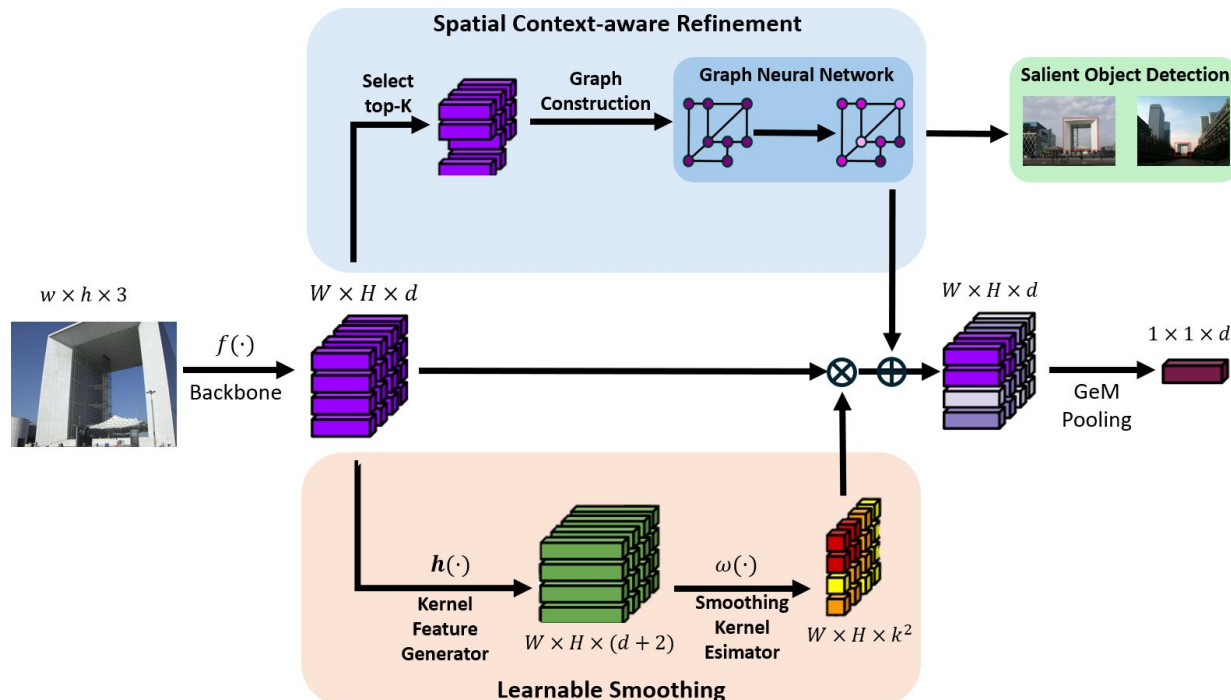 Spatial Context-aware Refinement
Select
top-K
Graph
Construction
Graph Neural Network
Salient Object Detection
w × h × 3
f(·)
Backbone
W × H × d
W × H × d
1 × 1 × d
GeM
Pooling
h(·)
Kernel
Feature
Generator
W × H × (d + 2)
ω(·)
Smoothing
Kernel
Esimator
W × H × k²
Learnable Smoothing